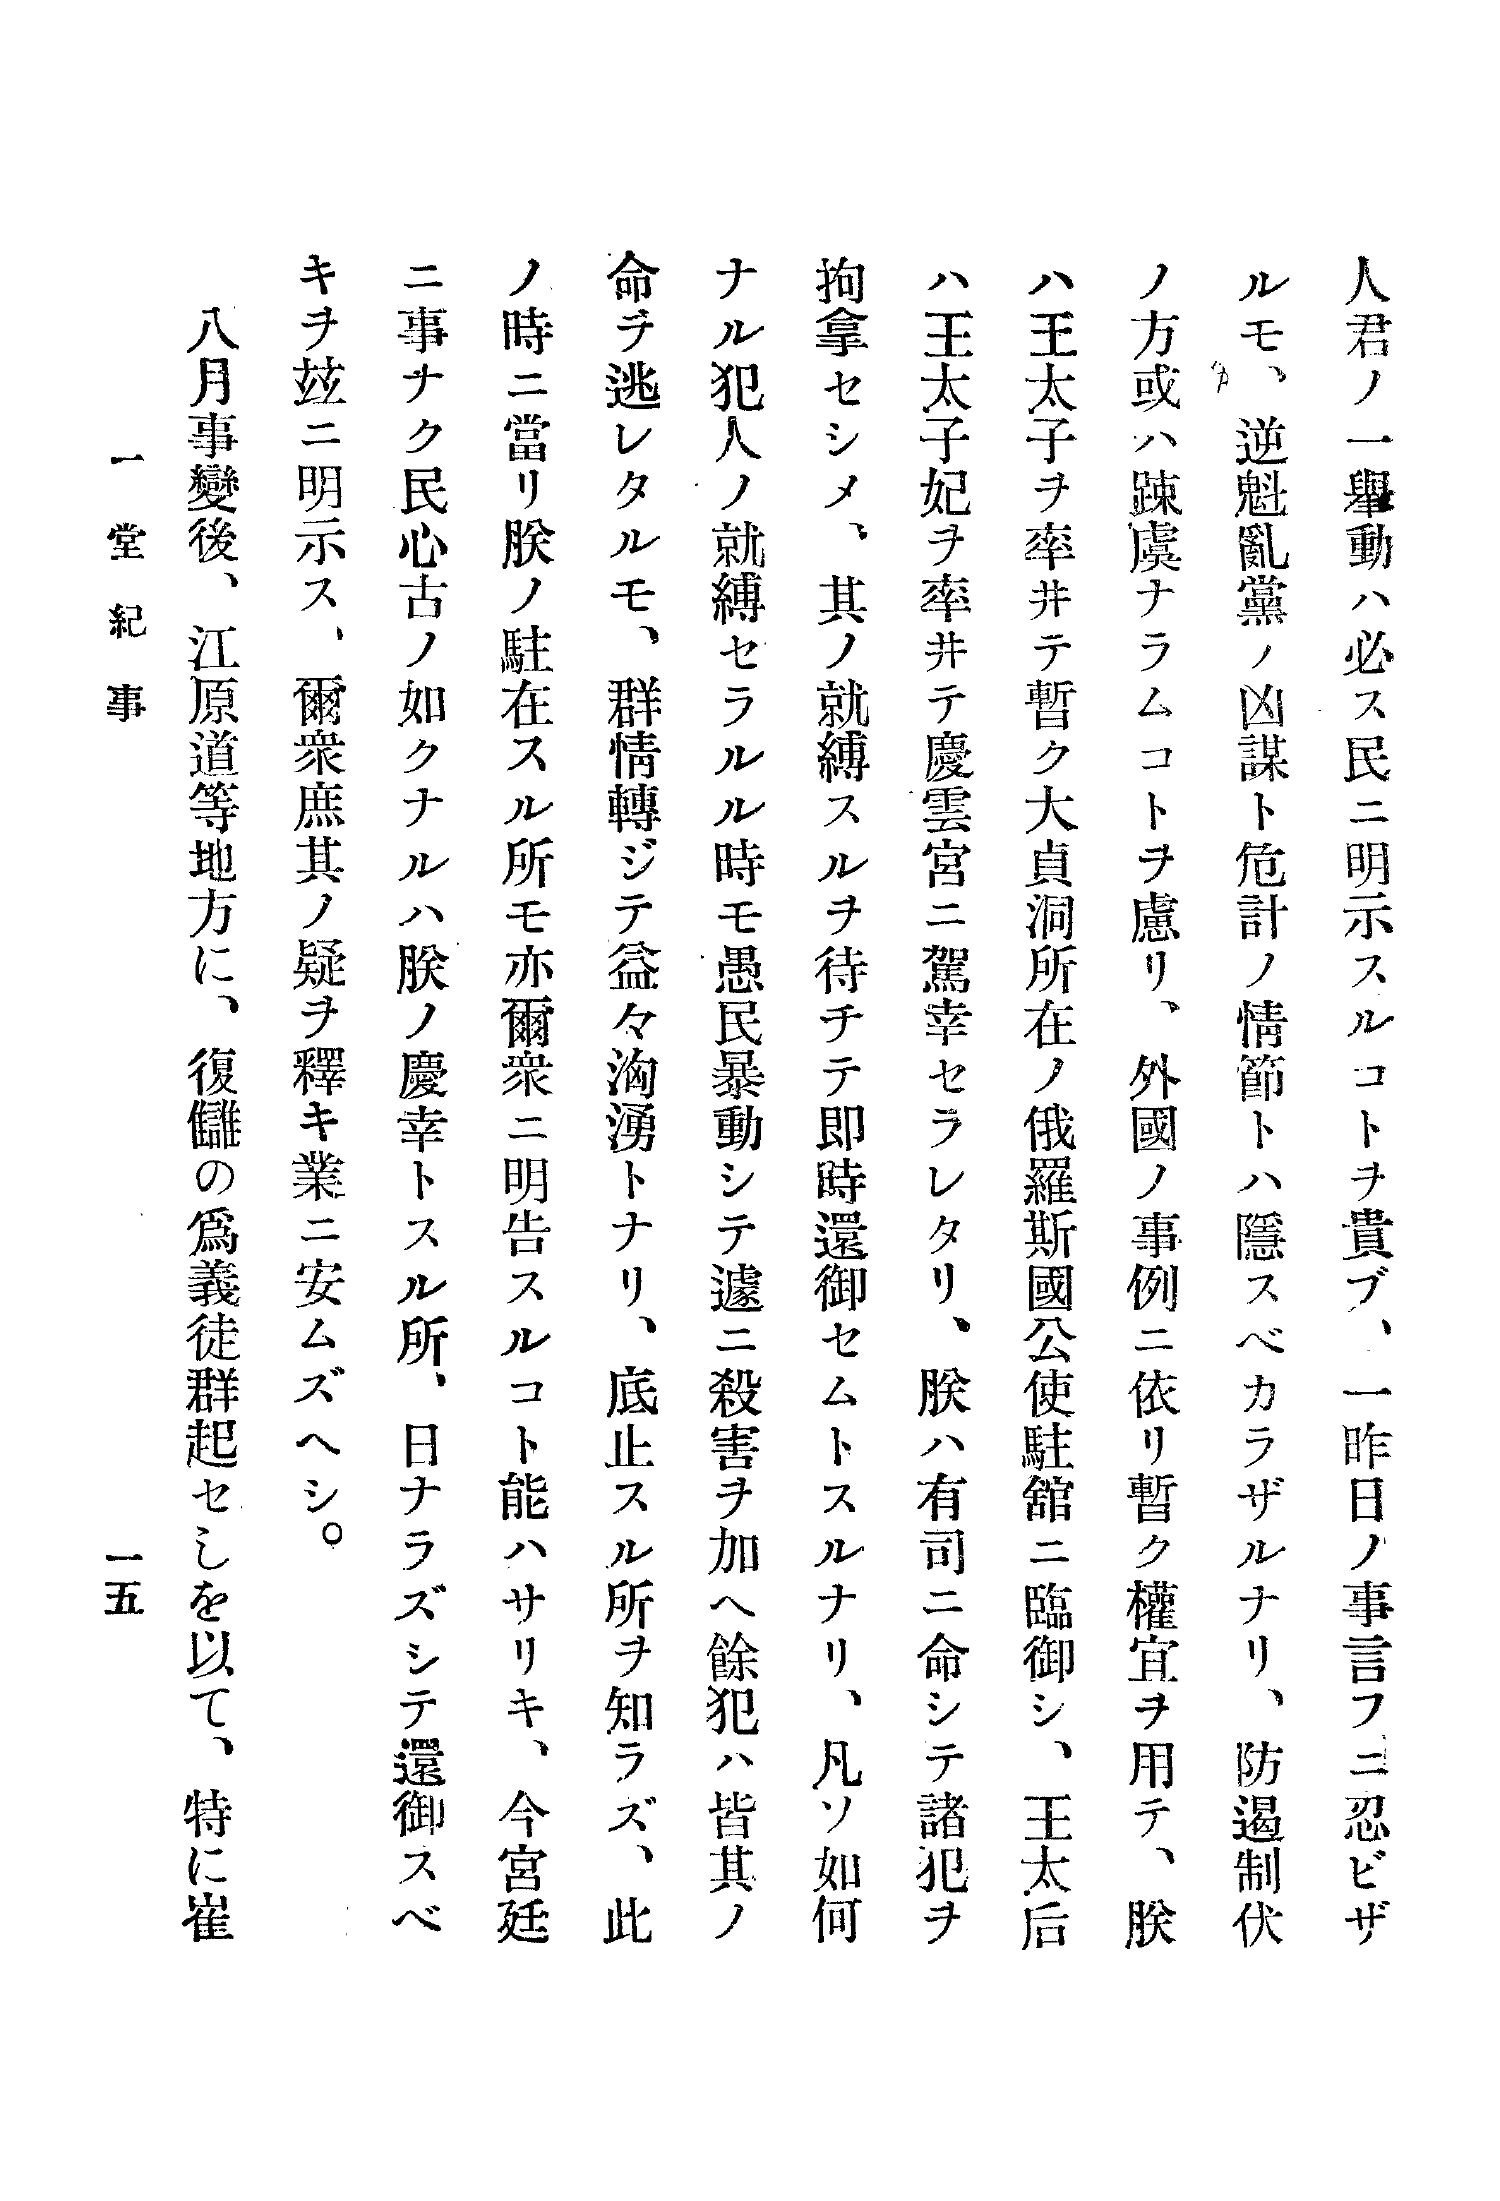 人君ノ一擧動ハ必ス民ニ明示スルコトヲ貴ブ、一昨日ノ事言フニ忍ビザ
ルモ、逆魁亂黨ノ凶謀ト危計ノ情節トハ隱スベカラザルナリ、防遏制伏
ノ方或ハ踈虞ナラムコトヲ慮リ、外國ノ事例ニ依リ暫ク權宜ヲ用テ、朕
ハ王太子ヲ率井テ暫ク大貞洞所在ノ俄羅斯國公使駐舘ニ臨御シ、王太后
ハ王太子妃ヲ率井テ慶雲宮ニ駕幸セラレタリ、朕ハ有司ニ命シテ諸犯ヲ
拘拿セシメ、其ノ就縛スルヲ待チテ即時還御セムトスルナリ、凡ソ如何
ナル犯人ノ就縛セラルル時モ愚民暴動シテ遽ニ殺害ヲ加ヘ餘犯ハ皆其ノ
命ヲ逃レタルモ、群情轉ジテ益々洶湧トナリ、底止スル所ヲ知ラズ、此
ノ時ニ當リ朕ノ駐在スル所モ亦爾衆ニ明告スルコト能ハサリキ、今宮廷
ニ事ナク民心古ノ如クナルハ朕ノ慶幸トスル所、日ナラズシテ還御スベ
キヲ玆ニ明示ス、爾衆庶其ノ疑ヲ釋キ業ニ安ムズヘシ。
八月事變後、江原道等地方に、復讎の爲義徒群起せしを以て、特に崔
一堂紀事
一五